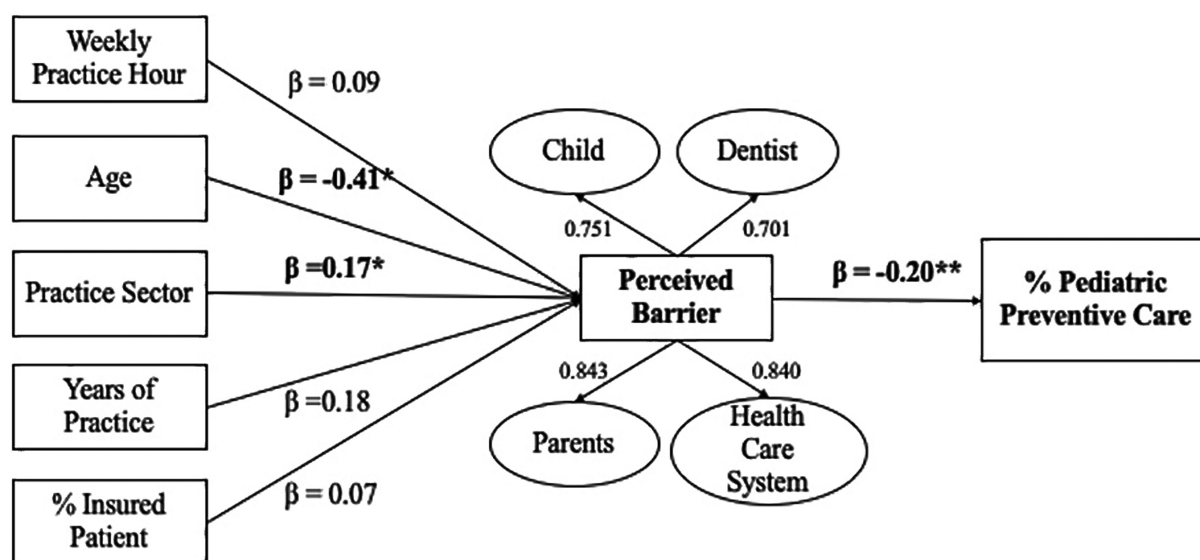 Weekly
Practice Hour
β = 0.09
Age
β = -0.41*
Practice Sector
β =0.17*
Years of
Practice
β =0.18
% Insured
Patient
β = 0.07
Child
Dentist
0.751
0.701
Perceived
Barrier
0.843
0.840
Parents
Health
Care
System
β = -0.20**
% Pediatric
Preventive Care